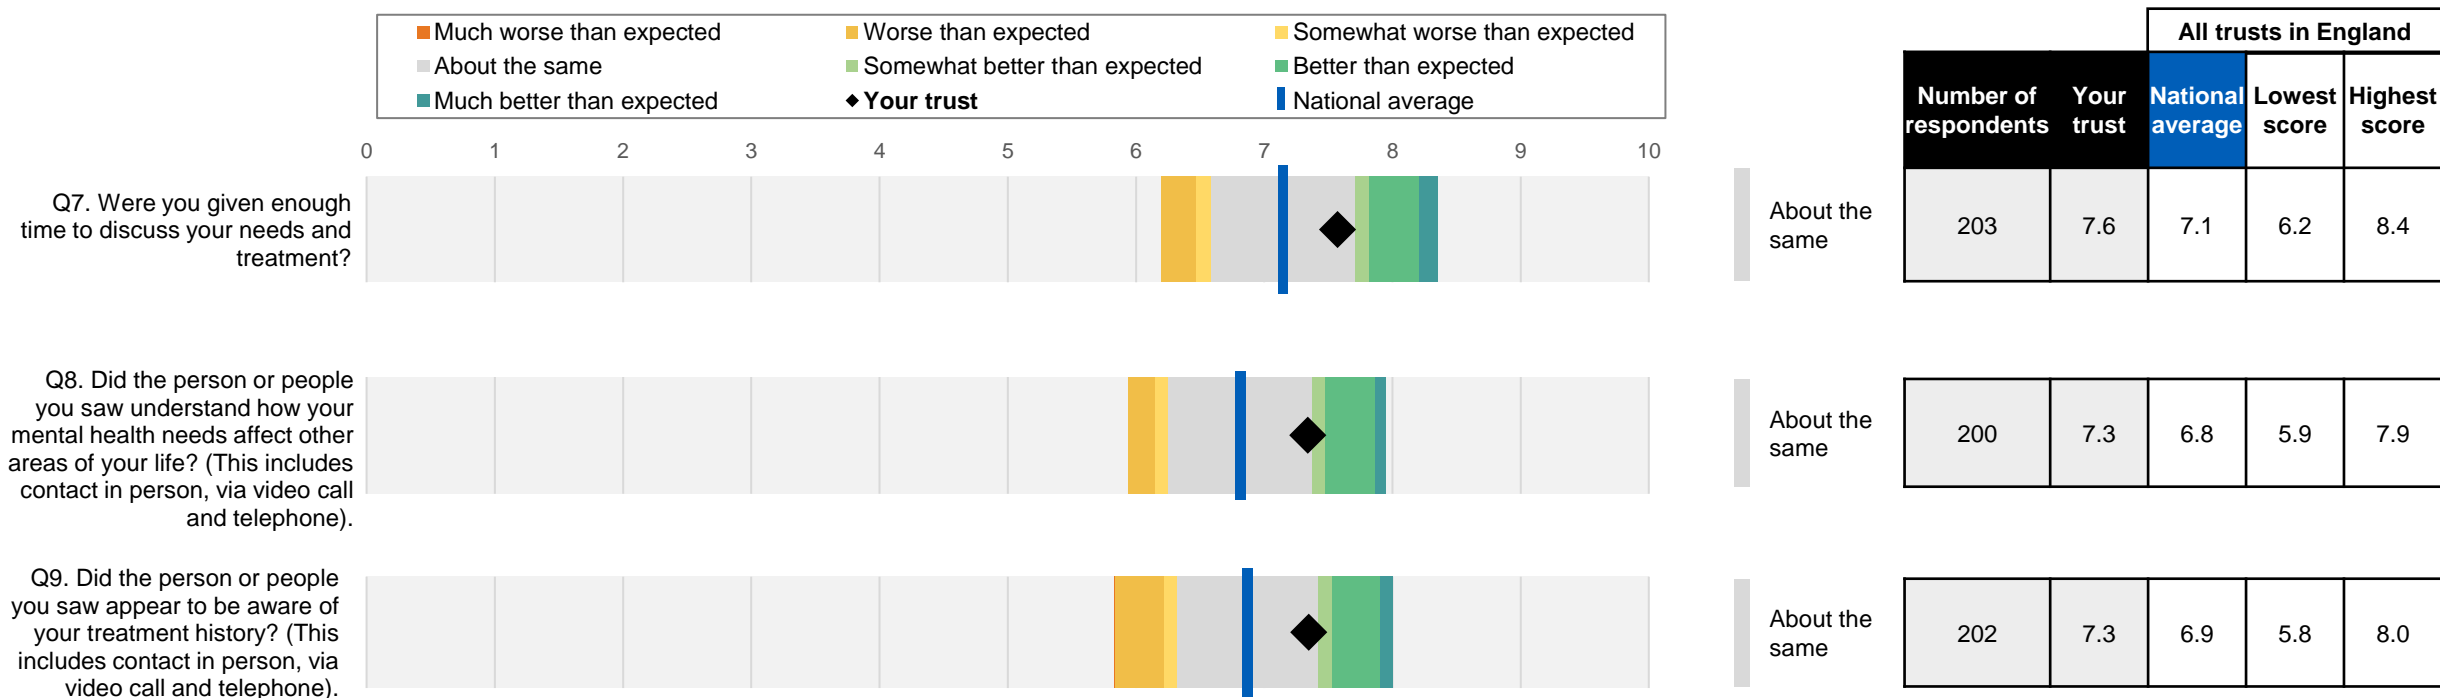 Much worse than expected
Worse than expected
Somewhat worse than expected
About the same
Somewhat better than expected
Better than expected
Much better than expected
Your trust
National average
All trusts in England
Number of respondents
Your trust
National average
Lowest score
Highest score
0 1 2 3 4 5 6 7 8 9 10
Q7. Were you given enough
time to discuss your needs and
treatment?
About the
same
203 7.6 7.1 6.2 8.4
Q8. Did the person or people
you saw understand how your
mental health needs affect other
areas of your life? (This includes
contact in person, via video call
and telephone).
About the
same
200 7.3 6.8 5.9 7.9
Q9. Did the person or people
you saw appear to be aware of
your treatment history? (This
includes contact in person, via
video call and telephone).
About the
same
202 7.3 6.9 5.8 8.0